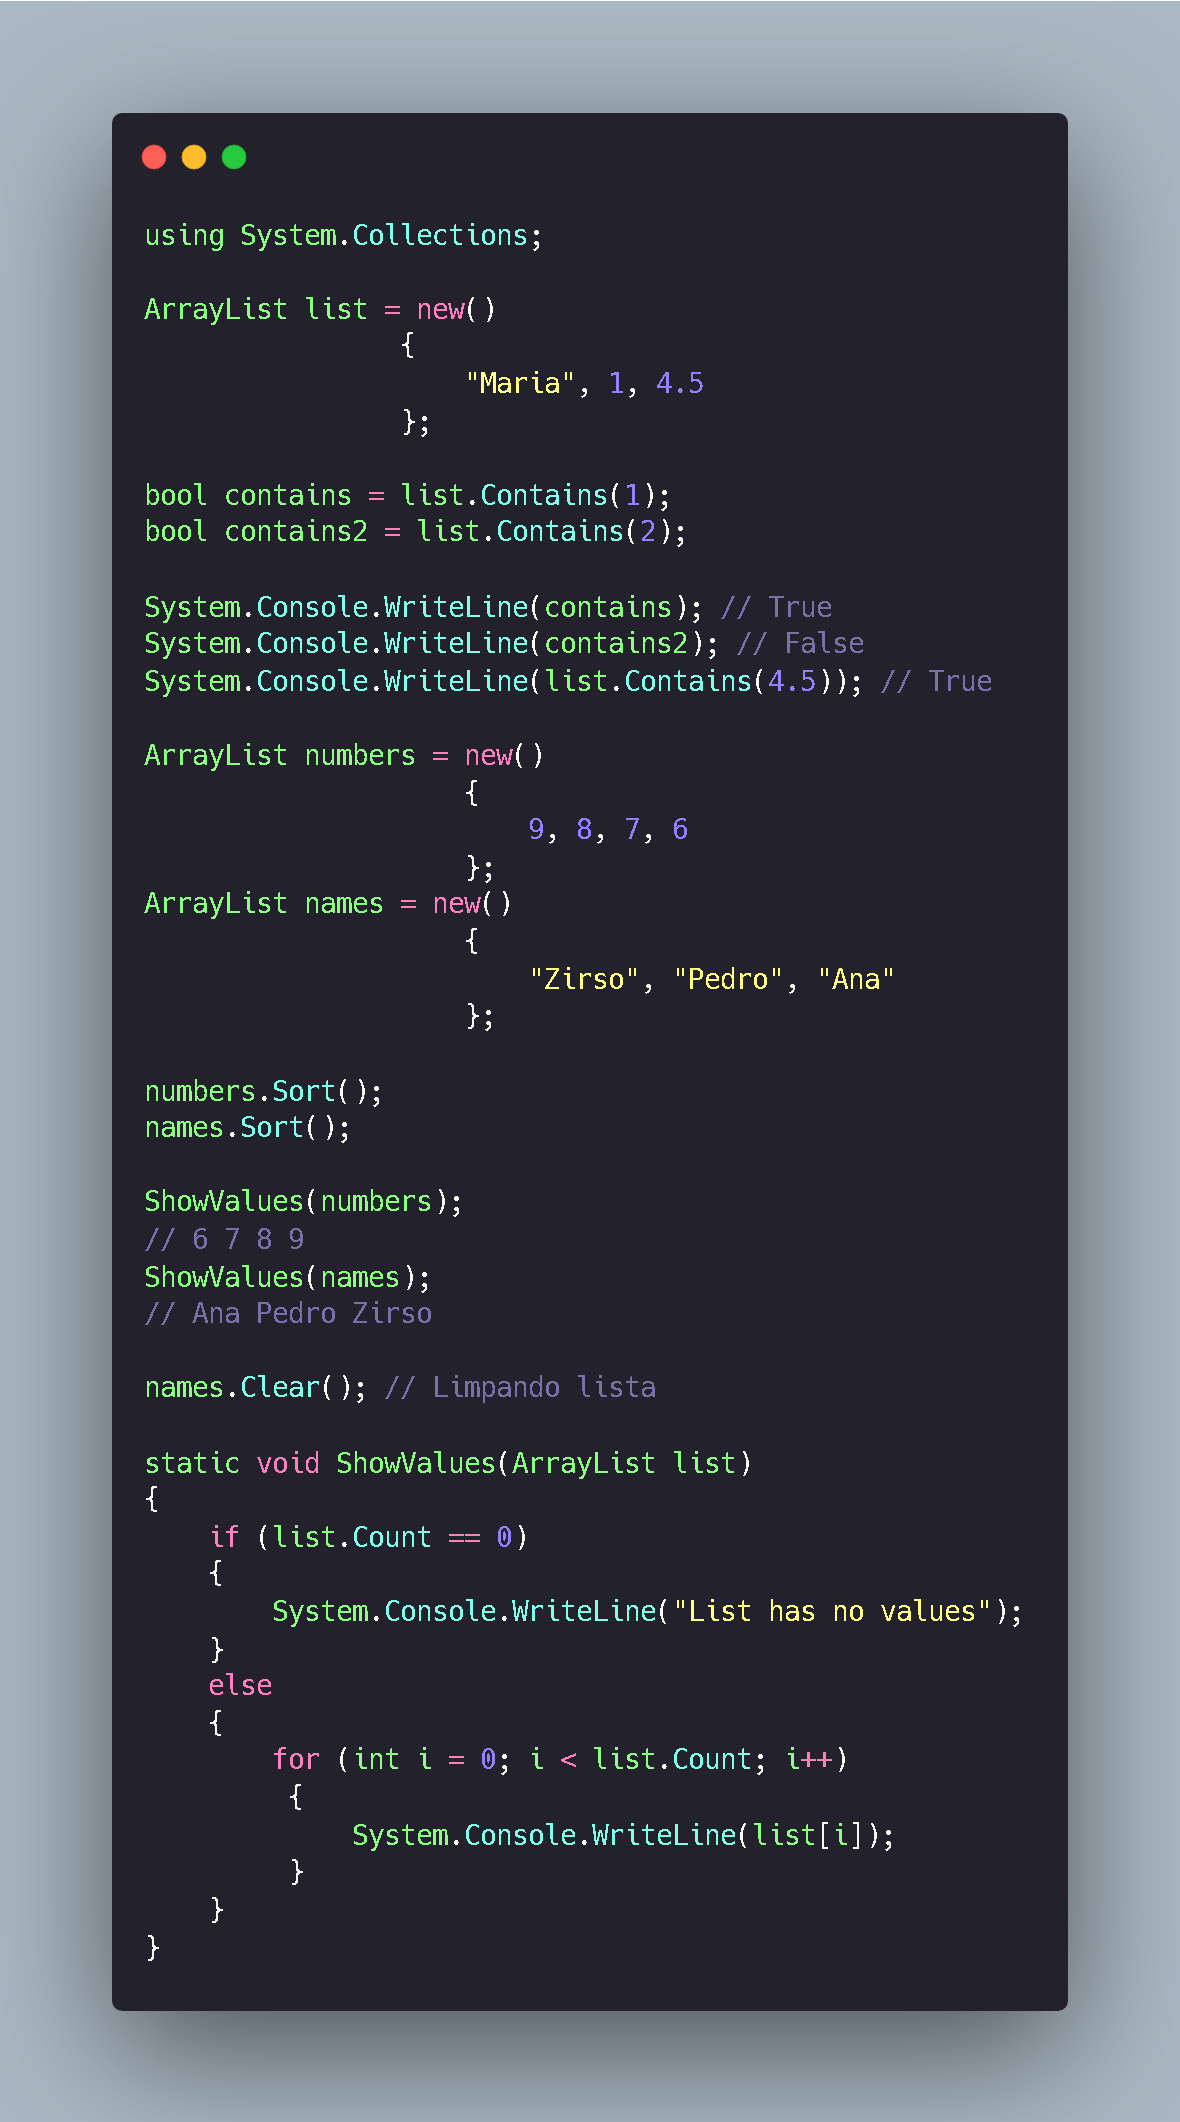 using System.Collections;
ArrayList list = new()
{
"Maria", 1, 4.5
};
bool contains = list.Contains(1);
bool contains2 = list.Contains(2);
System.Console.WriteLine(contains); // True
System.Console.WriteLine(contains2); // False
System.Console.WriteLine(list.Contains(4.5)); // True
ArrayList numbers = new()
{
9, 8, 7, 6
};
ArrayList names = new()
{
"Zirso", "Pedro", "Ana"
};
numbers.Sort();
names.Sort();
ShowValues(numbers);
// 6 7 8 9
ShowValues(names);
// Ana Pedro Zirso
names.Clear(); // Limpando lista
static void ShowValues(ArrayList list)
{
if (list.Count == 0)
{
System.Console.WriteLine("List has no values");
}
else
{
for (int i = 0; i < list.Count; i++)
{
System.Console.WriteLine(list[i]);
}
}
}